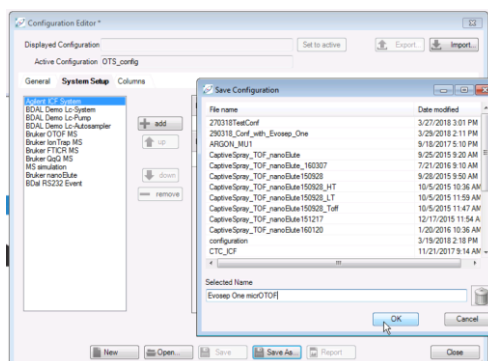 Configuration Editor *
Displayed Configuration
Set to active
Export...
Import...
Active Configuration OTS_config
General System Setup Columns
Agilent ICF System
BDAL Demo Lc-System
BDAL Demo Lc-Pump
BDAL Demo Lc-Autosampler
Bruker OTOF MS
Bruker IonTrap MS
Bruker FTICR MS
Bruker QqQ MS
MS simulation
Bruker nanoElute
BDal RS232 Event
add
up
down
remove
Save Configuration
File name Date modified
270318TestConf 3/27/2018 3:01 PM
290318_Conf_with_Evosep_One 3/29/2018 2:11 PM
ARGON_MU1 9/18/2017 5:10 PM
CaptiveSpray_TOF_nanoElute 9/25/2015 9:20 AM
CaptiveSpray_TOF_nanoElute_160307 7/21/2016 9:10 AM
CaptiveSpray_TOF_nanoElute150928 9/28/2015 9:50 AM
CaptiveSpray_TOF_nanoElute150928_HT 10/5/2015 10:36 AM
CaptiveSpray_TOF_nanoElute150928_LT 10/5/2015 11:59 AM
CaptiveSpray_TOF_nanoElute150928_Toff 10/5/2015 11:47 AM
CaptiveSpray_TOF_nanoElute151217 12/17/2015 11:54 A
CaptiveSpray_TOF_nanoElute160120 1/20/2016 10:36 AM
configuration 3/19/2018 2:18 PM
CTC_ICF 11/21/2017 9:14 AM
Selected Name
Evosep One micrOTOF
OK
Cancel
New
Open...
Save
Save As...
Report
Close